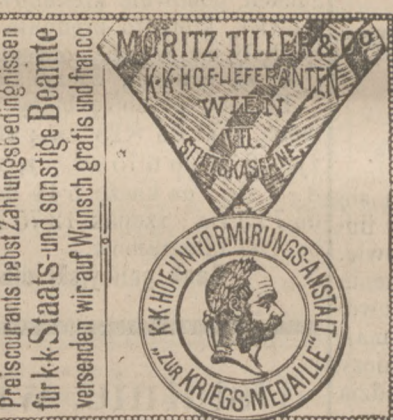 Preiscourants nebst Zahlungsbedingnissen
für k·k·Staats-und sonstige Beamte
versenden wir auf Wunsch gratis und franco
MORITZ TILLER & Cº
K·K·HOF-LIEFERANTEN
WIEN
VII.
STIFTSKASERNE.
K·K·HOF-UNIFORMIRUNGS-ANSTALT
"ZUR KRIEGS-MEDAILLE"